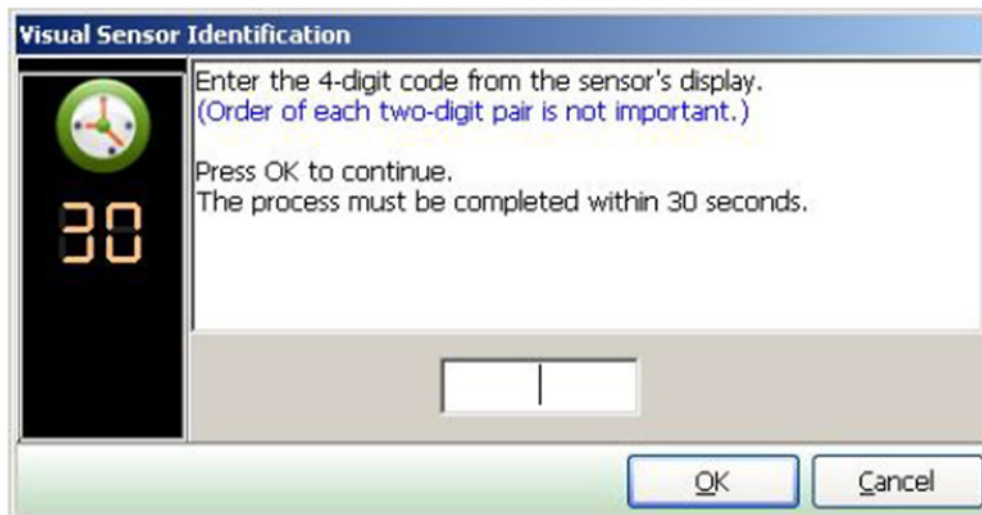 Visual Sensor Identification
Enter the 4-digit code from the sensor's display.
(Order of each two-digit pair is not important.)
Press OK to continue.
The process must be completed within 30 seconds.
30
OK
Cancel